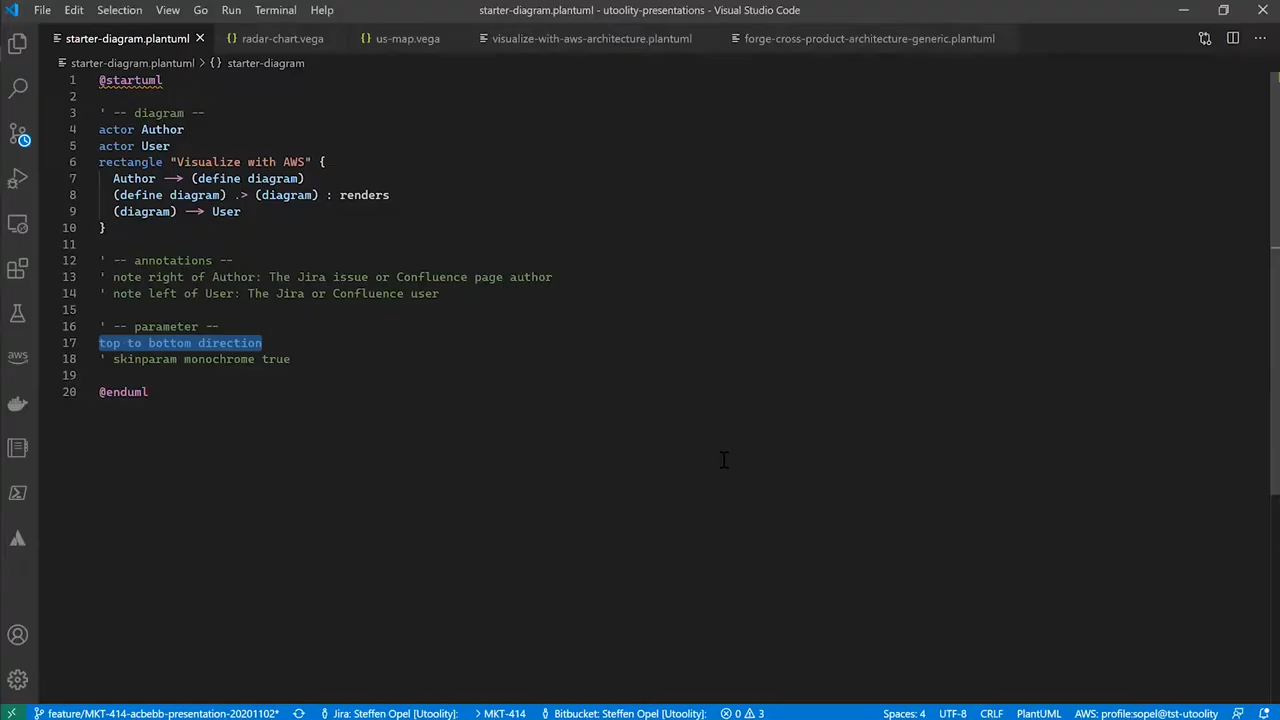 File Edit Selection View Go Run Terminal Help
starter-diagram.plantuml - utoolity-presentations - Visual Studio Code
starter-diagram.plantuml radar-chart.vega us-map.vega visualize-with-aws-architecture.plantuml forge-cross-product-architecture-generic.plantuml
starter-diagram.plantuml > {} starter-diagram
1 @startuml
2
3 ' -- diagram --
4 actor Author
5 actor User
6 rectangle "Visualize with AWS" {
7 Author --> (define diagram)
8 (define diagram) .> (diagram) : renders
9 (diagram) --> User
10 }
11
12 ' -- annotations --
13 ' note right of Author: The Jira issue or Confluence page author
14 ' note left of User: The Jira or Confluence user
15
16 ' -- parameter --
17 top to bottom direction
18 ' skinparam monochrome true
19
20 @enduml
aws
feature/MKT-414-acbebb-presentation-20201102* Jira: Steffen Opel [Utoolity]: > MKT-414 Bitbucket: Steffen Opel [Utoolity]: 0 3 Spaces: 4 UTF-8 CRLF PlantUML AWS: profile:sopel@tst-utoolity